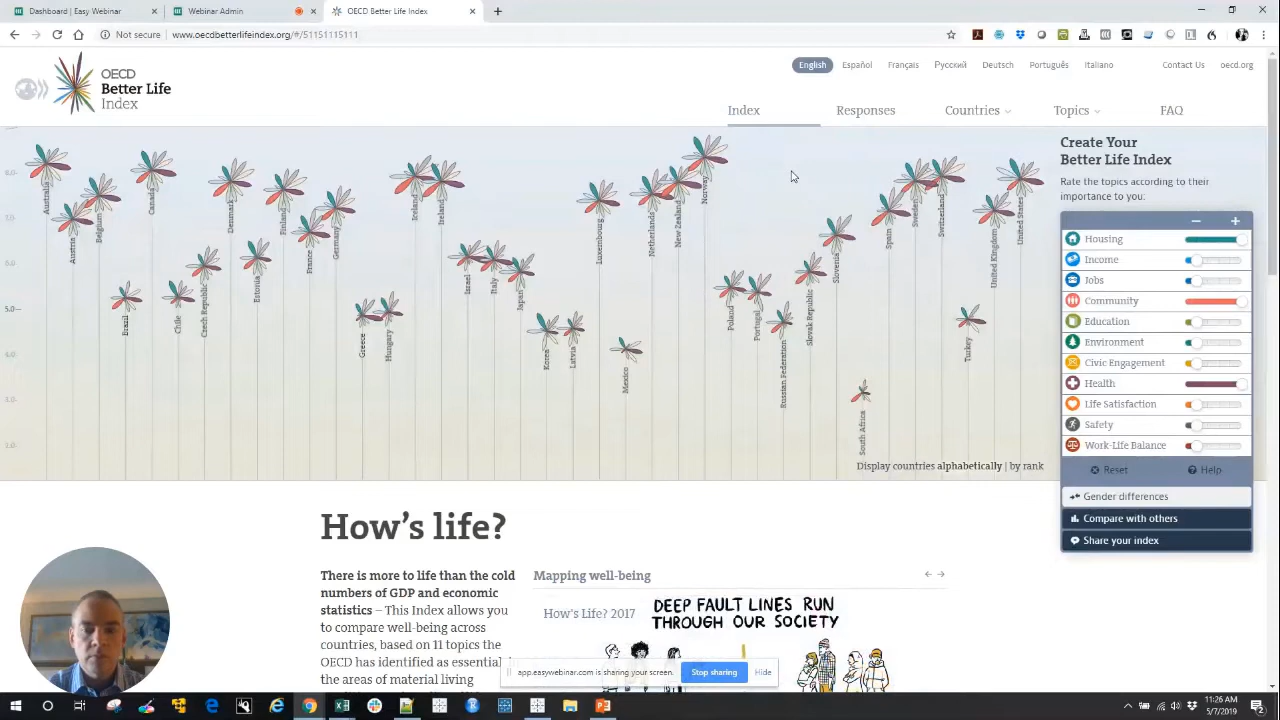 Dashboard | Easy Webinar
Webinar Admin
OECD Better Life Index
Not secure | www.oecdbetterlifeindex.org/#/51151115111
English Español Français Русский Deutsch Português Italiano Contact Us oecd.org
OECD
Better Life
Index
Index Responses Countries Topics FAQ
Create Your
Better Life Index
Rate the topics according to their
importance to you:
Housing
Income
Jobs
Community
Education
Environment
Civic Engagement
Health
Life Satisfaction
Safety
Work-Life Balance
Reset Help
Gender differences
Compare with others
Share your index
5.0
4.0
3.0
1.0
Australia
Austria
Belgium
Brazil
Canada
Chile
Czech Republic
Denmark
Estonia
Finland
France
Germany
Greece
Hungary
Iceland
Ireland
Israel
Italy
Japan
Korea
Latvia
Luxembourg
Mexico
Netherlands
New Zealand
Norway
Poland
Portugal
Russian Federation
Slovak Republic
Slovenia
South Africa
Spain
Sweden
Switzerland
Turkey
United Kingdom
United States
Display countries alphabetically | by rank
How's life?
There is more to life than the cold
numbers of GDP and economic
statistics – This Index allows you
to compare well-being across
countries, based on 11 topics the
OECD has identified as essential,
the areas of material living
Mapping well-being
How's Life? 2017
DEEP FAULT LINES RUN
THROUGH OUR SOCIETY
app.easywebinar.com is sharing your screen.
Stop sharing
Hide
11:26 AM
5/7/2019